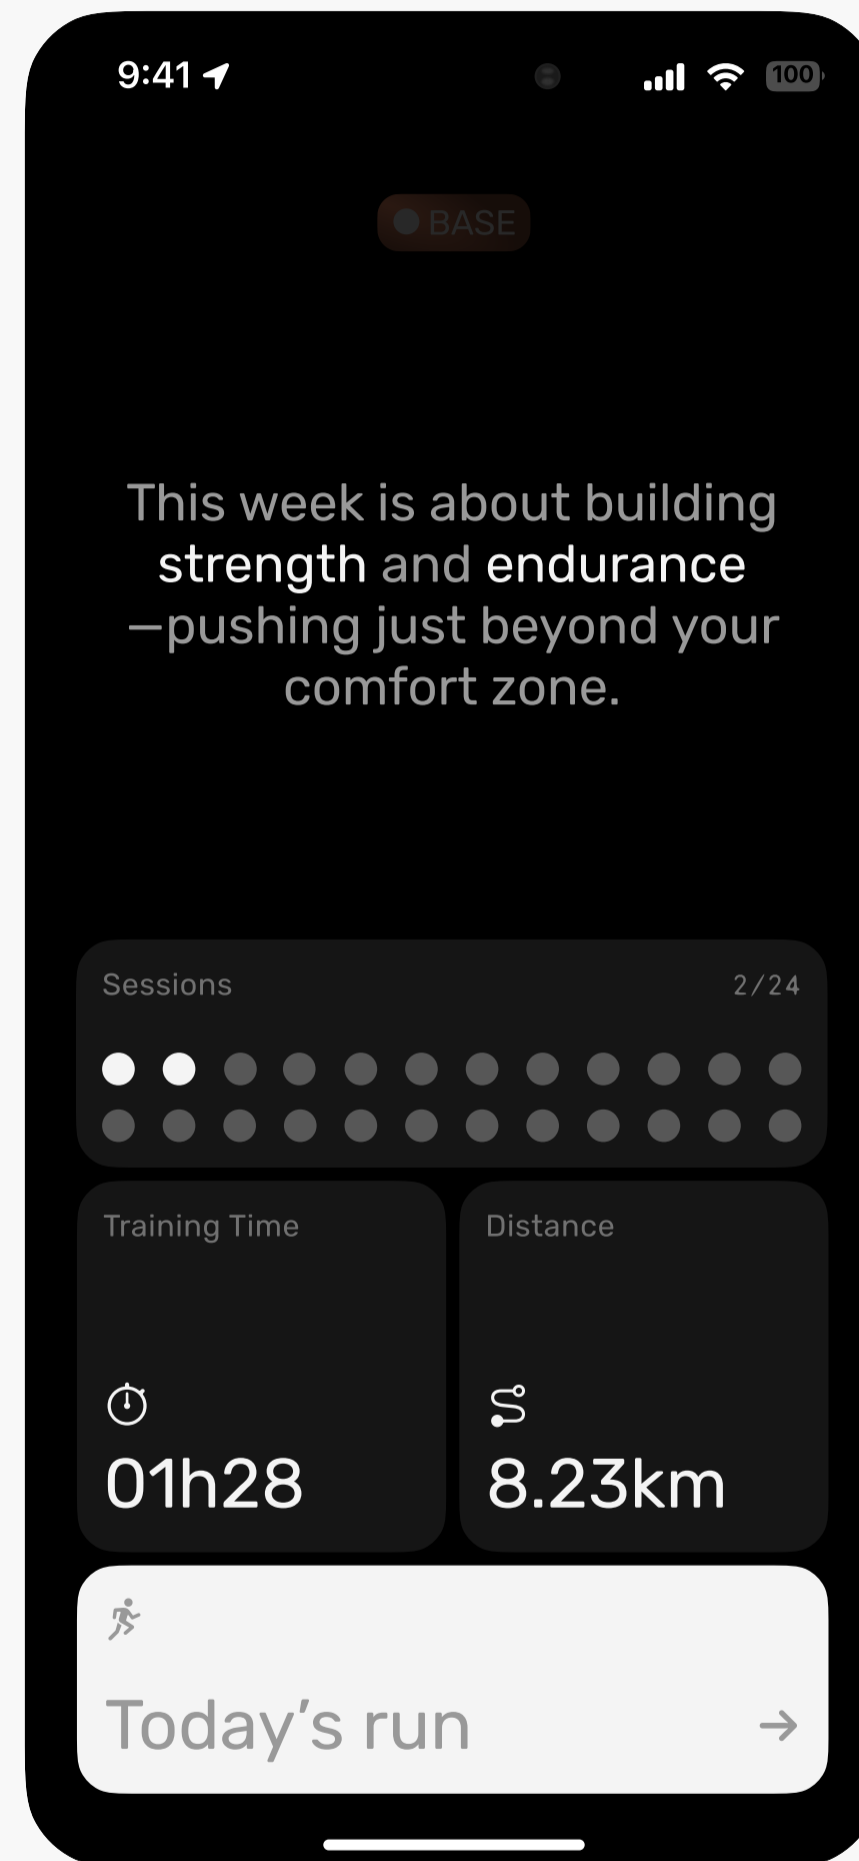 9:41
100
BASE
This week is about building
strength and endurance
—pushing just beyond your
comfort zone.
Sessions
2/24
Training Time
01h28
Distance
8.23km
Today’s run